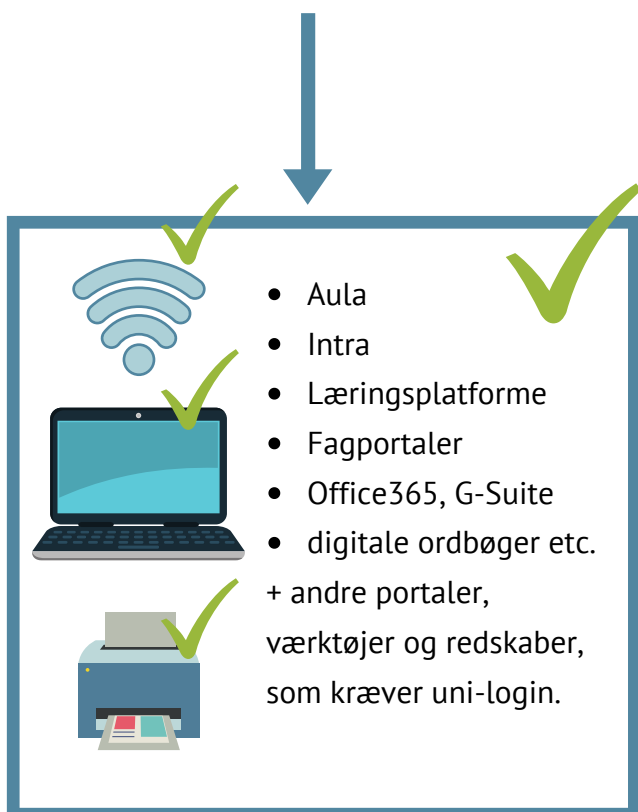 • Aula
• Intra
• Læringsplatforme
• Fagportaler
• Office365, G-Suite
• digitale ordbøger etc.
+ andre portaler,
værktøjer og redskaber,
som kræver uni-login.